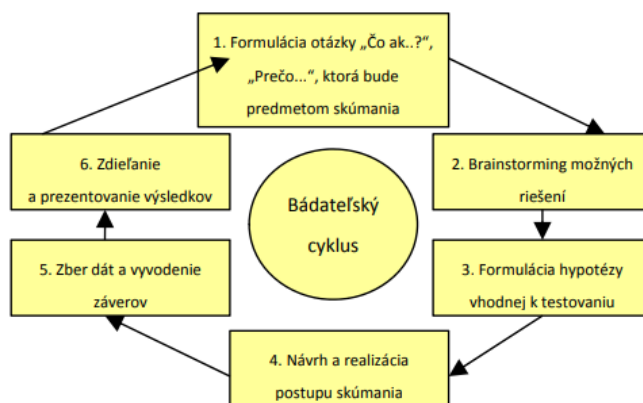 1. Formulácia otázky „Čo ak..?“,
„Prečo...“, ktorá bude
predmetom skúmania
2. Brainstorming možných
riešení
3. Formulácia hypotézy
vhodnej k testovaniu
4. Návrh a realizácia
postupu skúmania
5. Zber dát a vyvodenie
záverov
6. Zdieľanie
a prezentovanie výsledkov
Bádateľský
cyklus